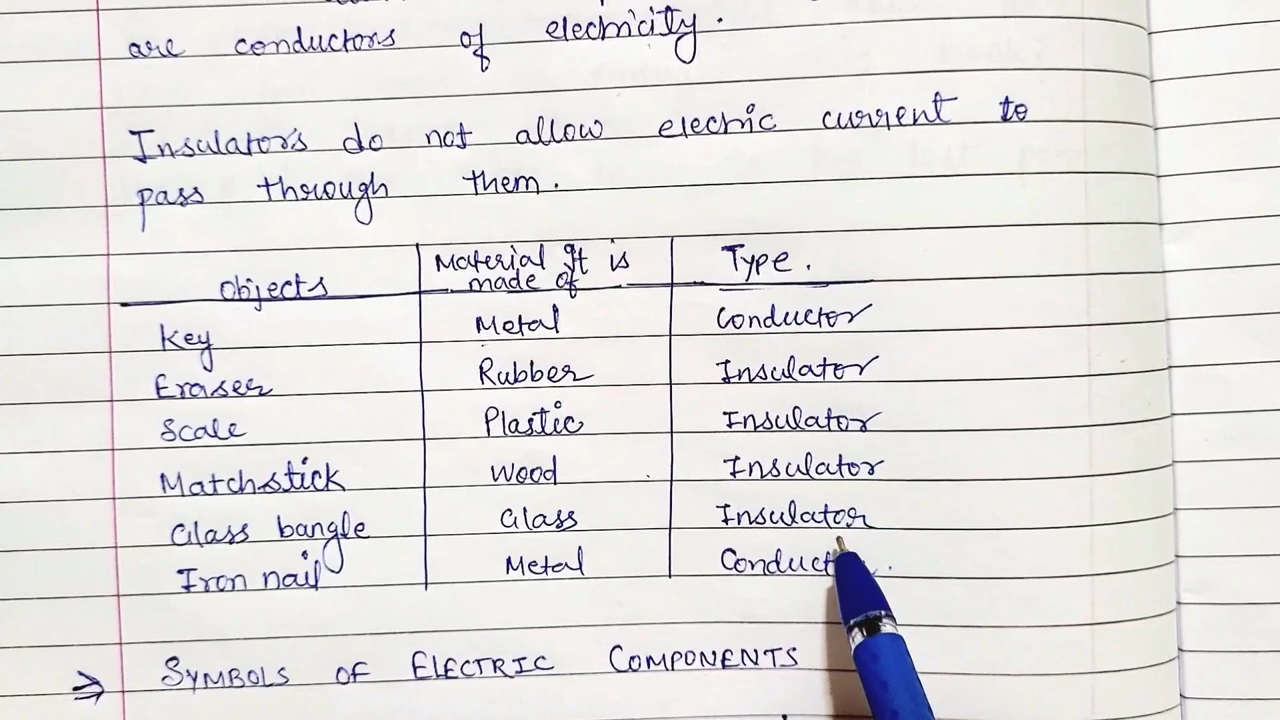 are conductors of electricity.
Insulators do not allow electric current to
pass through them.
Objects Material It is made of Type.
Key Metal Conductor
Eraser Rubber Insulator
Scale Plastic Insulator
Matchstick Wood Insulator
Glass bangle Glass Insulator
Iron nail Metal Conduct
⇒ SYMBOLS OF ELECTRIC COMPONENTS